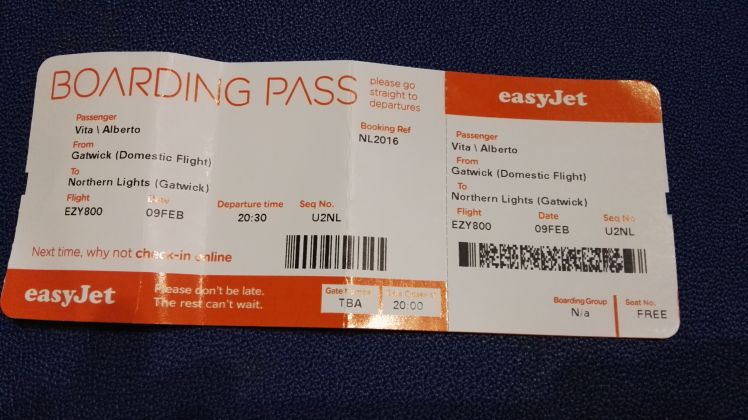 BOARDING PASS
please go
straight to
departures
Passenger
Vita \ Alberto
Booking Ref
NL2016
From
Gatwick (Domestic Flight)
To
Northern Lights (Gatwick)
Flight Date Departure time Seq No.
EZY800 09FEB 20:30 U2NL
Next time, why not check-in online
easyJet
Please don't be late.
The rest can't wait.
Gate Number
TBA
20:00
easyJet
Passenger
Vita \ Alberto
From
Gatwick (Domestic Flight)
To
Northern Lights (Gatwick)
Flight Date Seq No
EZY800 09FEB U2NL
Boarding Group Seat No.
N/a FREE